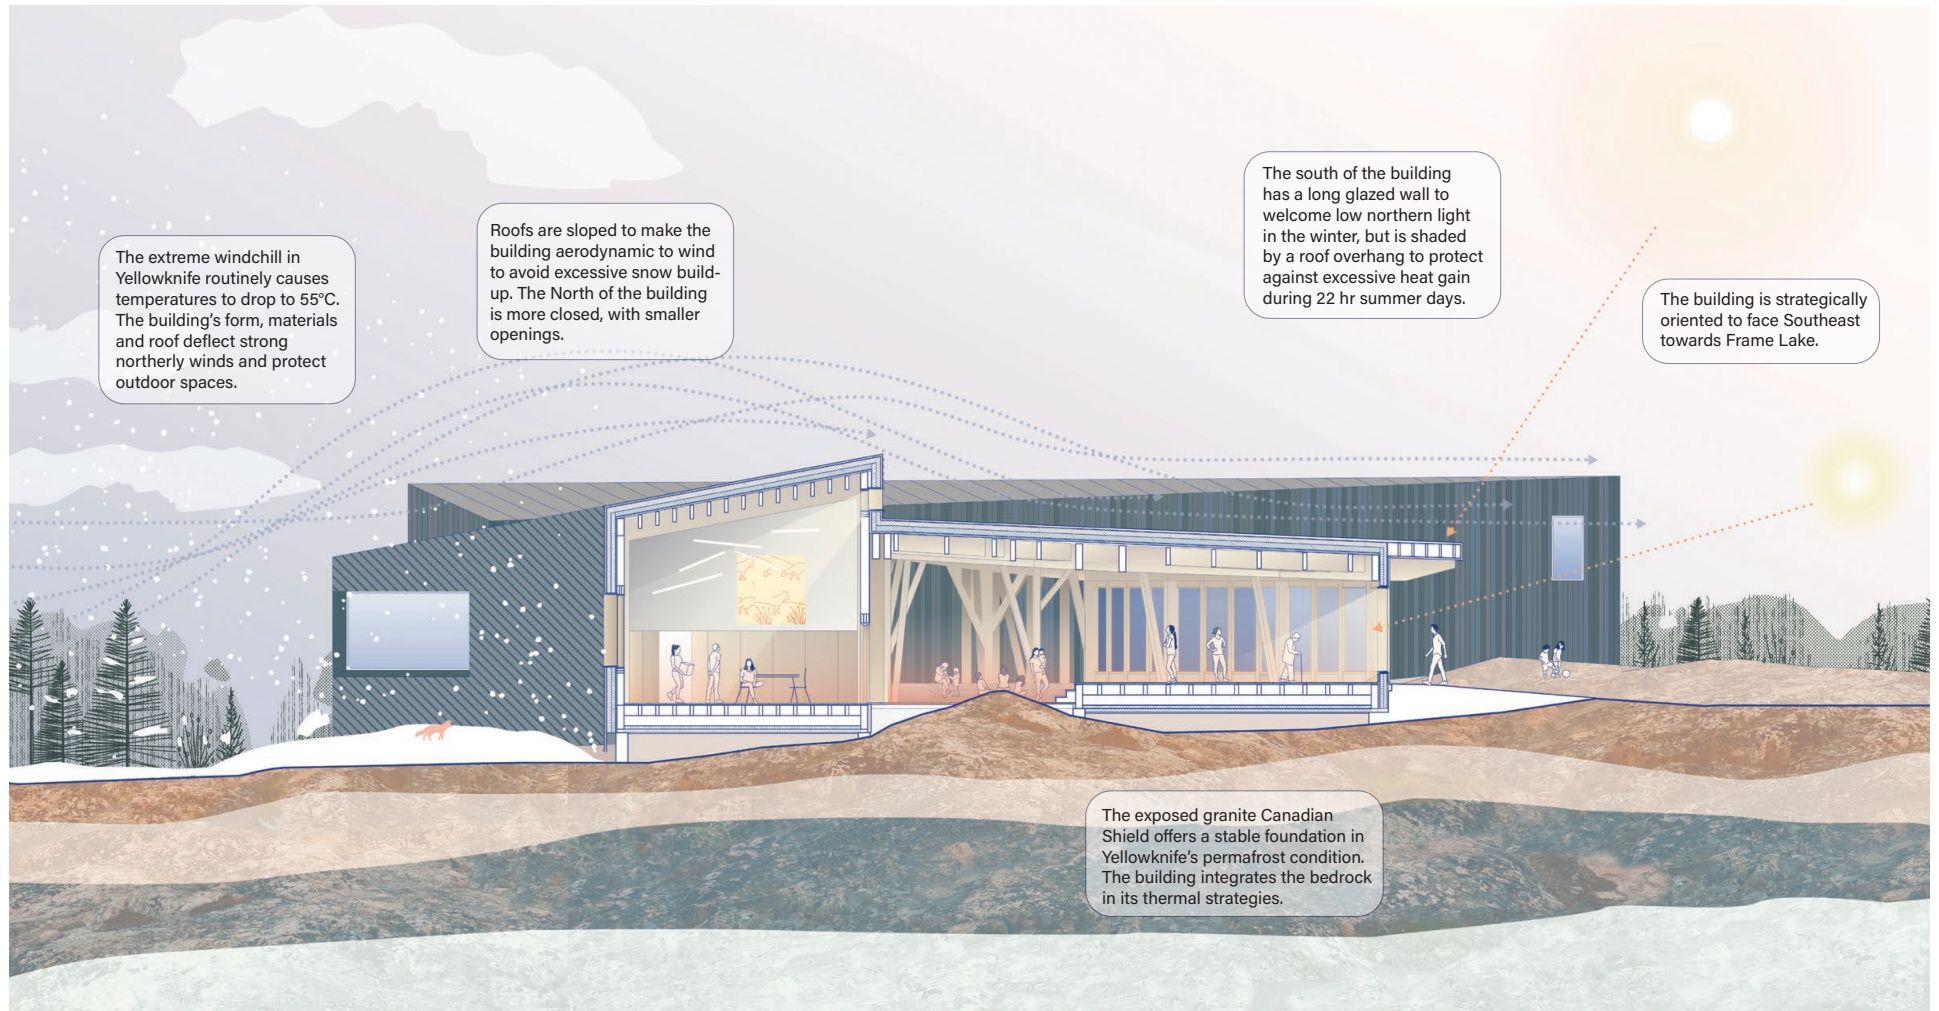 The extreme windchill in
Yellowknife routinely causes
temperatures to drop to 55°C.
The building's form, materials
and roof deflect strong
northerly winds and protect
outdoor spaces.
Roofs are sloped to make the
building aerodynamic to wind
to avoid excessive snow build-
up. The North of the building
is more closed, with smaller
openings.
The south of the building
has a long glazed wall to
welcome low northern light
in the winter, but is shaded
by a roof overhang to protect
against excessive heat gain
during 22 hr summer days.
The building is strategically
oriented to face Southeast
towards Frame Lake.
The exposed granite Canadian
Shield offers a stable foundation in
Yellowknife's permafrost condition.
The building integrates the bedrock
in its thermal strategies.